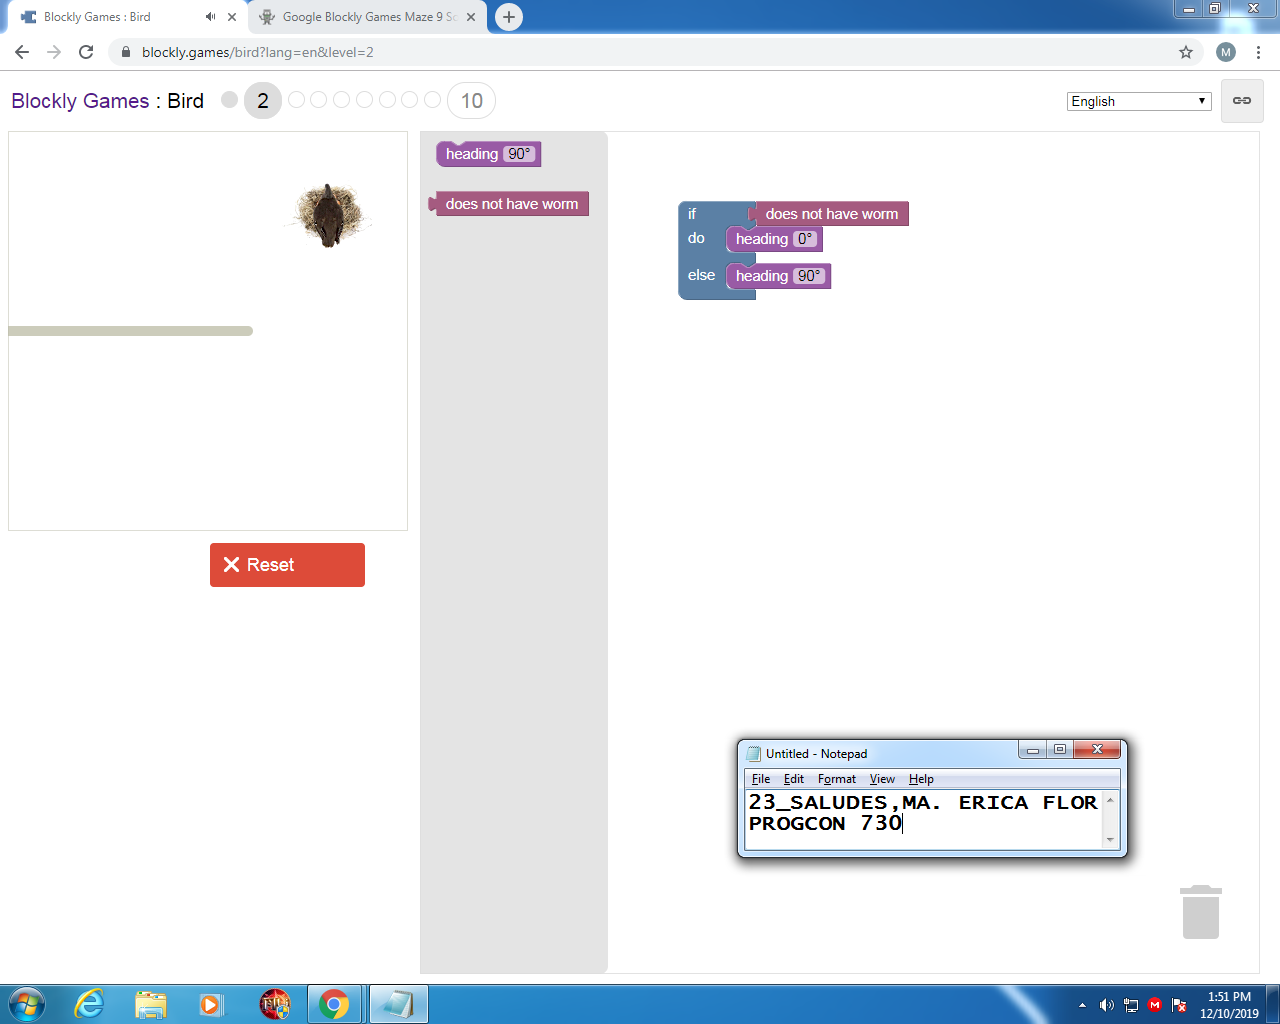 Blockly Games : Bird
Google Blockly Games Maze 9 So
blockly.games/bird?lang=en&level=2
M
Blockly Games : Bird
2
10
English
heading 90°
does not have worm
if does not have worm
do heading 0°
else heading 90°
Reset
Untitled - Notepad
File Edit Format View Help
23_SALUDES,MA. ERICA FLOR
PROGCON 730
1:51 PM
12/10/2019